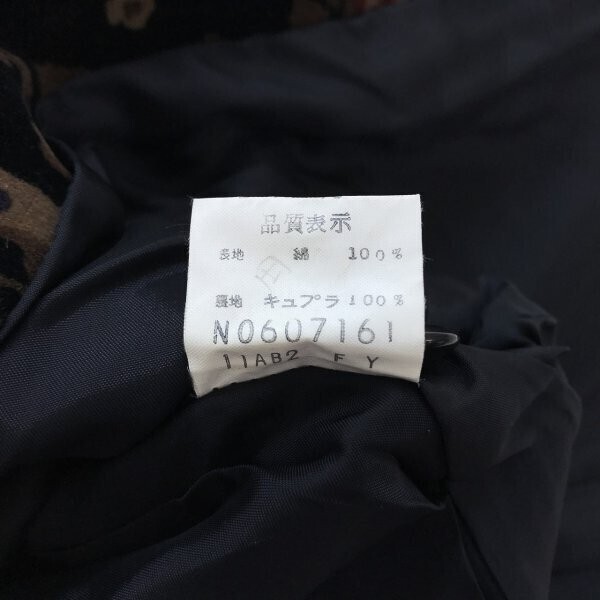 品質表示
表地 綿 100%
裏地 キュプラ 100%
N0607161
11AB2 F Y